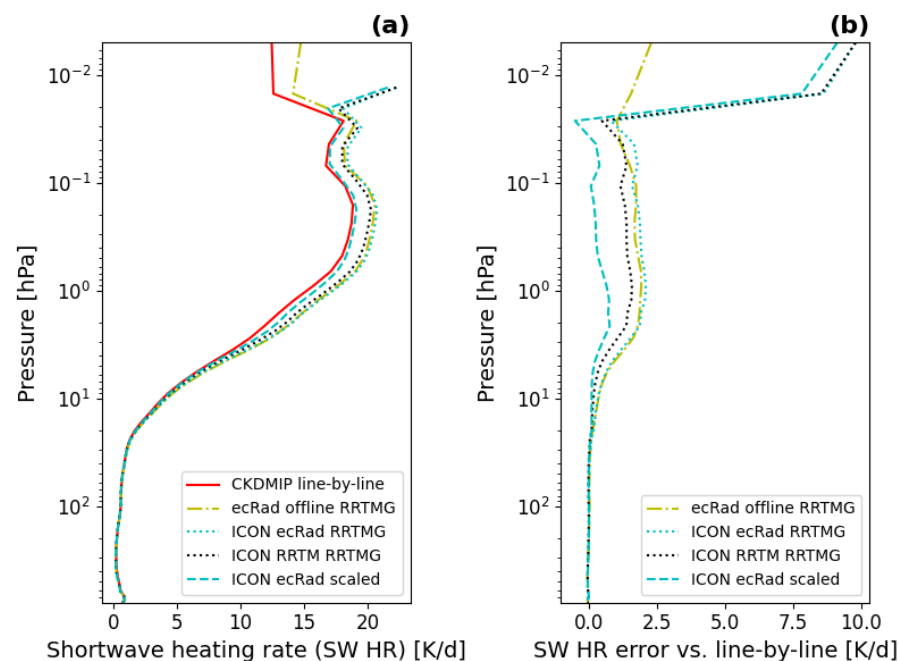 (a)
Pressure [hPa]
10⁻²
10⁻¹
10⁰
10¹
10²
CKDMIP line-by-line
ecRad offline RRTMG
ICON ecRad RRTMG
ICON RRTM RRTMG
ICON ecRad scaled
0 5 10 15 20
Shortwave heating rate (SW HR) [K/d]
(b)
Pressure [hPa]
10⁻²
10⁻¹
10⁰
10¹
10²
ecRad offline RRTMG
ICON ecRad RRTMG
ICON RRTM RRTMG
ICON ecRad scaled
0.0 2.5 5.0 7.5 10.0
SW HR error vs. line-by-line [K/d]